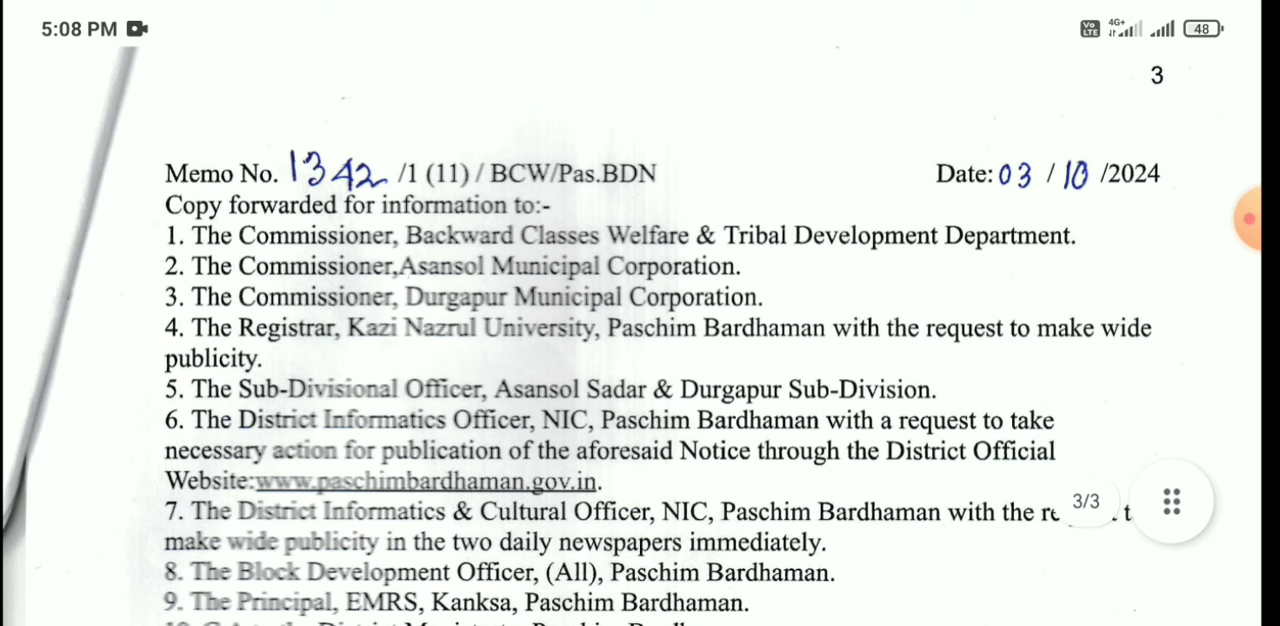 5:08 PM
VoLTE 4G+ 48
3
Memo No. 1342 /1 (11) / BCW/Pas.BDN Date: 03 / 10 /2024
Copy forwarded for information to:-
1. The Commissioner, Backward Classes Welfare & Tribal Development Department.
2. The Commissioner,Asansol Municipal Corporation.
3. The Commissioner, Durgapur Municipal Corporation.
4. The Registrar, Kazi Nazrul University, Paschim Bardhaman with the request to make wide
publicity.
5. The Sub-Divisional Officer, Asansol Sadar & Durgapur Sub-Division.
6. The District Informatics Officer, NIC, Paschim Bardhaman with a request to take
necessary action for publication of the aforesaid Notice through the District Official
Website:www.paschimbardhaman.gov.in.
7. The District Informatics & Cultural Officer, NIC, Paschim Bardhaman with the
3/3
make wide publicity in the two daily newspapers immediately.
8. The Block Development Officer, (All), Paschim Bardhaman.
9. The Principal, EMRS, Kanksa, Paschim Bardhaman.